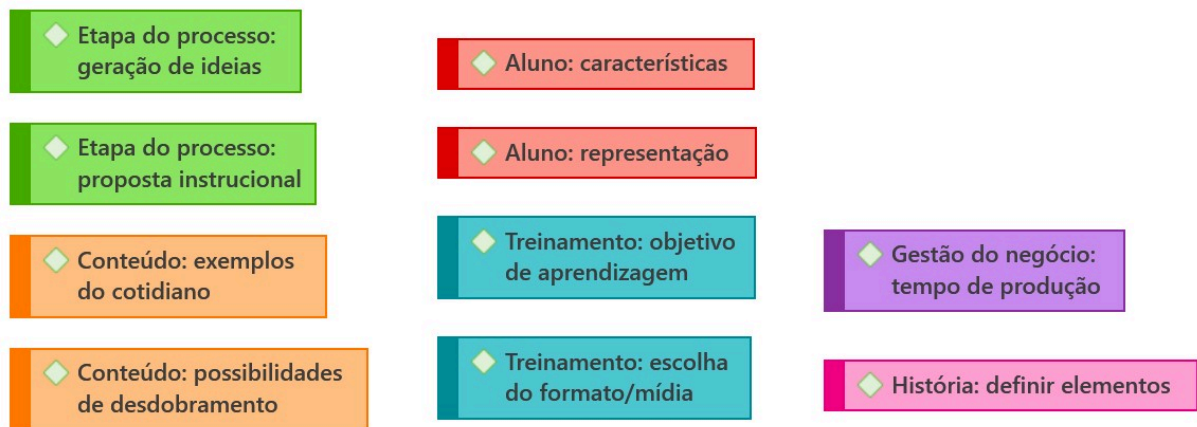 Etapa do processo:
geração de ideias
Etapa do processo:
proposta instrucional
Conteúdo: exemplos
do cotidiano
Conteúdo: possibilidades
de desdobramento
Aluno: características
Aluno: representação
Treinamento: objetivo
de aprendizagem
Treinamento: escolha
do formato/mídia
Gestão do negócio:
tempo de produção
História: definir elementos